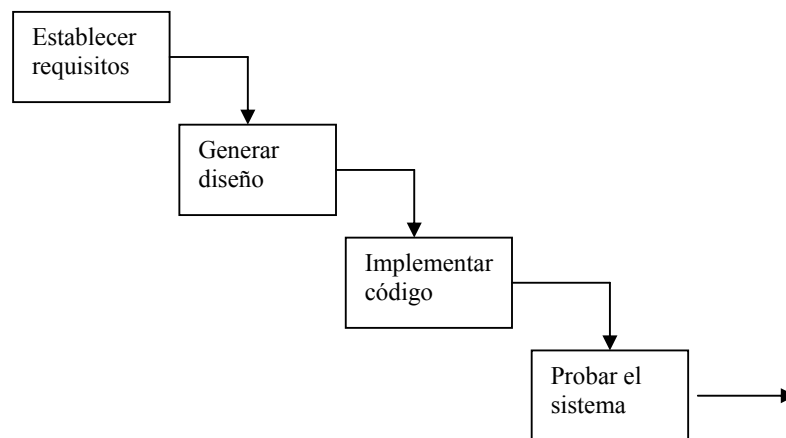 Establecer
requisitos
Generar
diseño
Implementar
código
Probar el
sistema